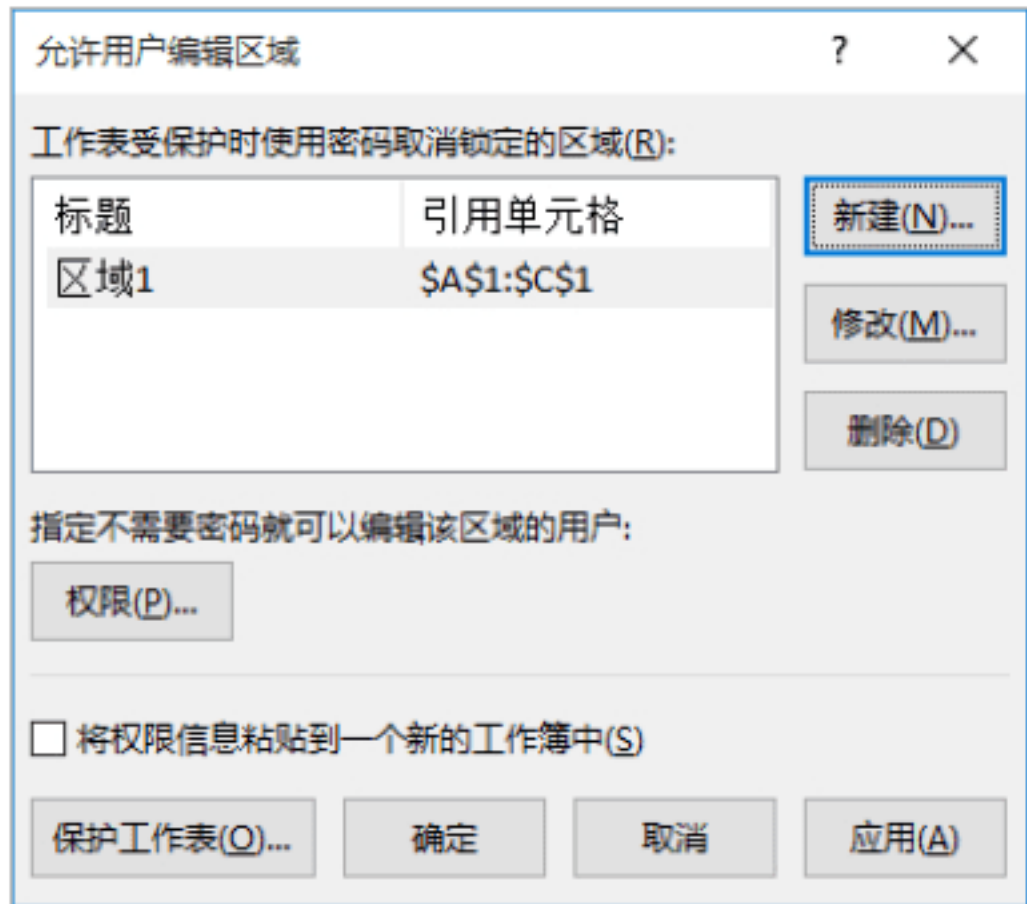 允许用户编辑区域 ?
工作表受保护时使用密码取消锁定的区域(R):
标题 引用单元格 新建(N)...
区域1 $A$1:$C$1
修改(M)...
删除(D)
指定不需要密码就可以编辑该区域的用户:
权限(P)...
将权限信息粘贴到一个新的工作簿中(S)
保护工作表(O)... 确定 取消 应用(A)